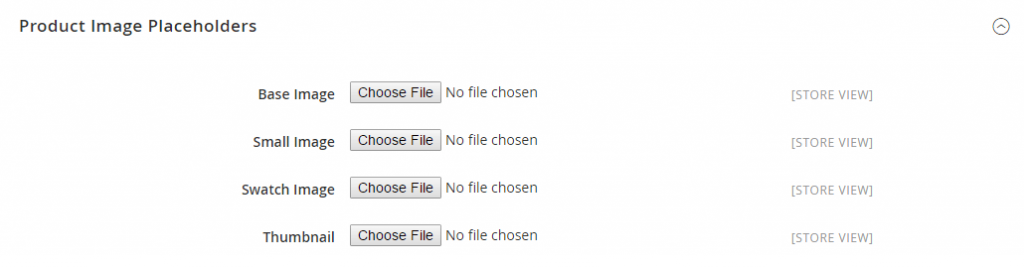 Product Image Placeholders
Base Image Choose File No file chosen [STORE VIEW]
Small Image Choose File No file chosen [STORE VIEW]
Swatch Image Choose File No file chosen [STORE VIEW]
Thumbnail Choose File No file chosen [STORE VIEW]